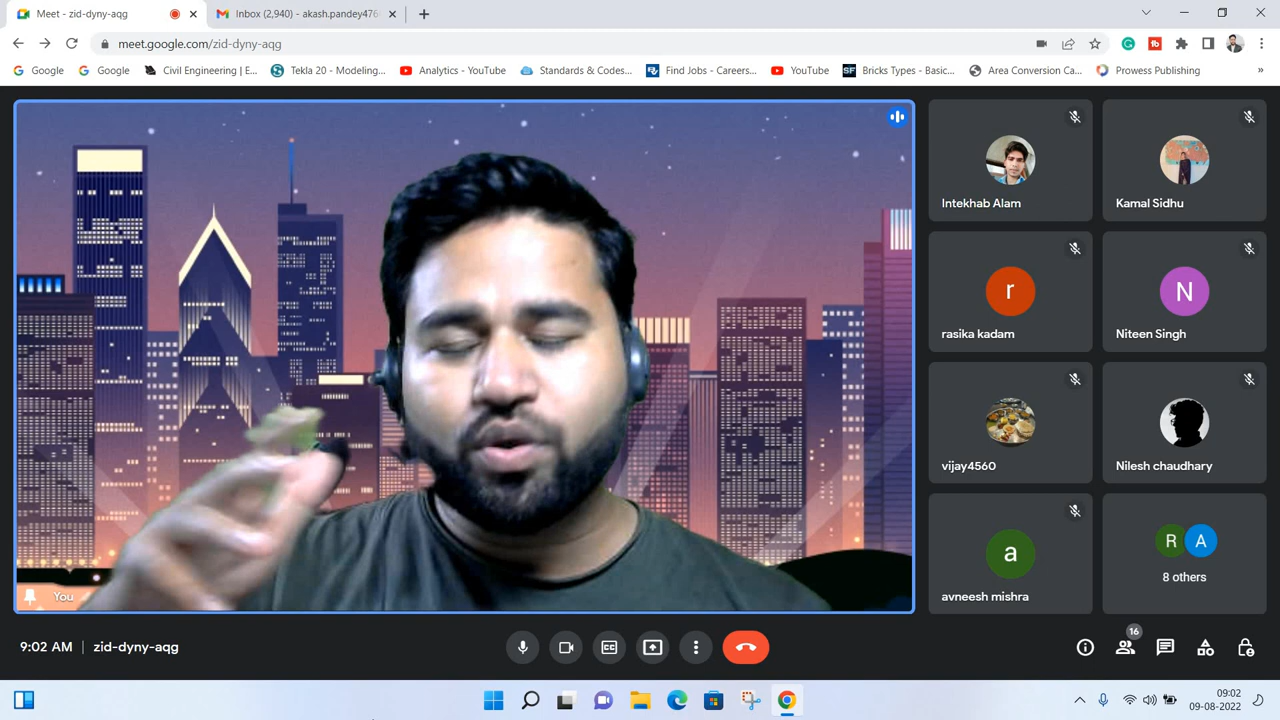 Meet - zid-dyny-aqg
Inbox (2,940) - akash.pandey476
meet.google.com/zid-dyny-aqg
Google
Google
Civil Engineering | E...
Tekla 20 - Modeling...
Analytics - YouTube
Standards & Codes...
Find Jobs - Careers...
YouTube
SF
Bricks Types - Basic...
Area Conversion Ca...
Prowess Publishing
»
Intekhab Alam
Kamal Sidhu
r
rasika kadam
N
Niteen Singh
vijay4560
Nilesh chaudhary
a
avneesh mishra
R A
8 others
You
9:02 AM | zid-dyny-aqg
CC
16
09:02
09-08-2022